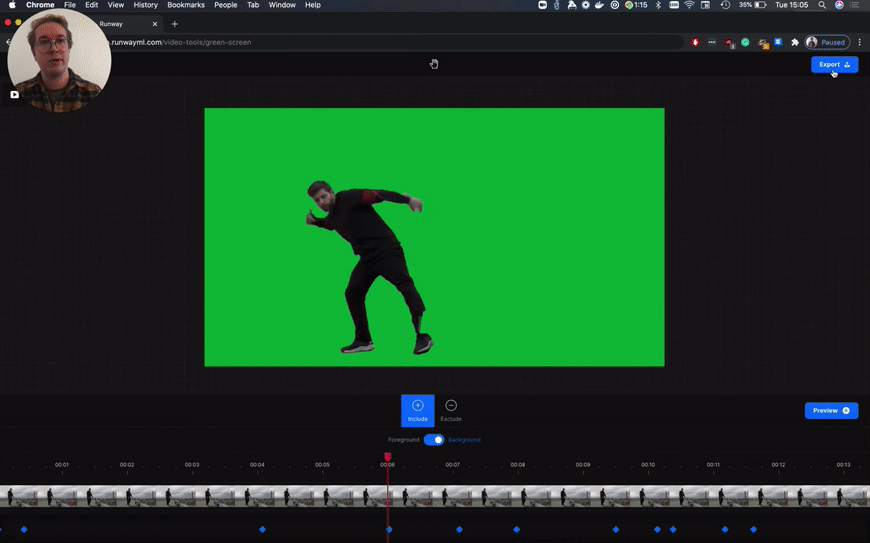 Chrome File Edit View History Bookmarks People Tab Window Help 1:15 35% Tue 15:05
Runway
.runwayml.com/video-tools/green-screen Paused
Export
Include Exclude
Preview
Foreground Background
00:01 00:02 00:03 00:04 00:05 00:06 00:07 00:08 00:09 00:10 00:11 00:12 00:13